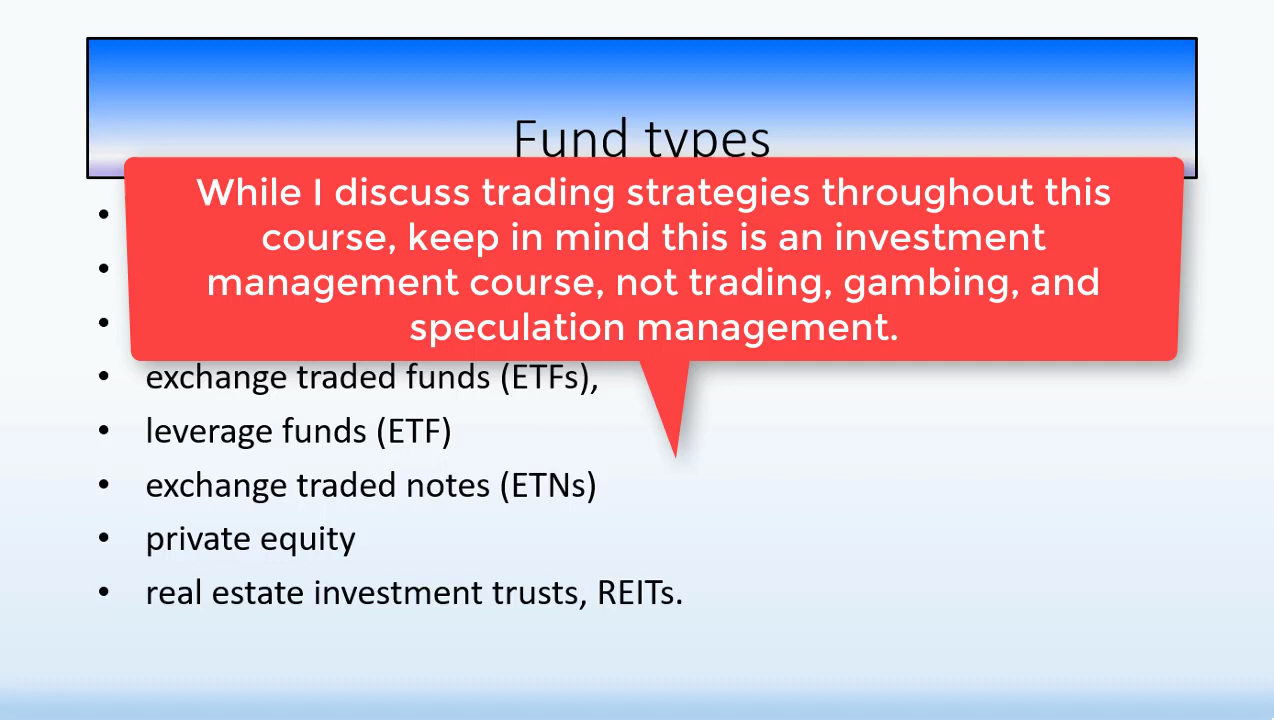 Fund types
While I discuss trading strategies throughout this
course, keep in mind this is an investment
management course, not trading, gambing, and
speculation management.
• exchange traded funds (ETFs),
• leverage funds (ETF)
• exchange traded notes (ETNs)
• private equity
• real estate investment trusts, REITs.